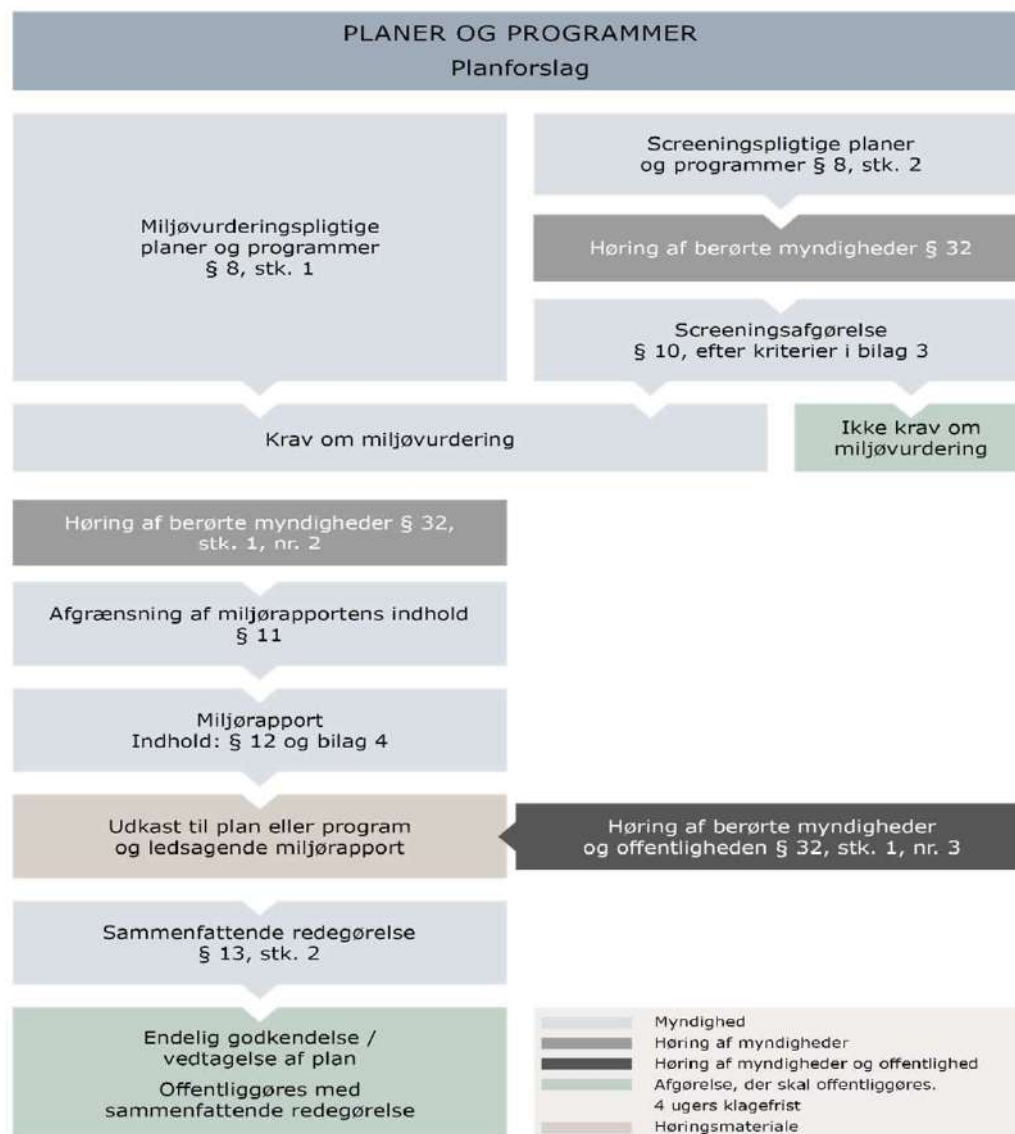 PLANER OG PROGRAMMER
Planforslag
Miljøvurderingspligtige
planer og programmer
§ 8, stk. 1
Screeningspligtige planer
og programmer § 8, stk. 2
Høring af berørte myndigheder § 32
Screeningsafgørelse
§ 10, efter kriterier i bilag 3
Krav om miljøvurdering
Ikke krav om
miljøvurdering
Høring af berørte myndigheder § 32,
stk. 1, nr. 2
Afgrænsning af miljørapportens indhold
§ 11
Miljørapport
Indhold: § 12 og bilag 4
Udkast til plan eller program
og ledsagende miljørapport
Høring af berørte myndigheder
og offentligheden § 32, stk. 1, nr. 3
Sammenfattende redegørelse
§ 13, stk. 2
Endelig godkendelse /
vedtagelse af plan
Offentliggøres med
sammenfattende redegørelse
Myndighed
Høring af myndigheder
Høring af myndigheder og offentlighed
Afgørelse, der skal offentliggøres.
4 ugers klagefrist
Høringsmateriale